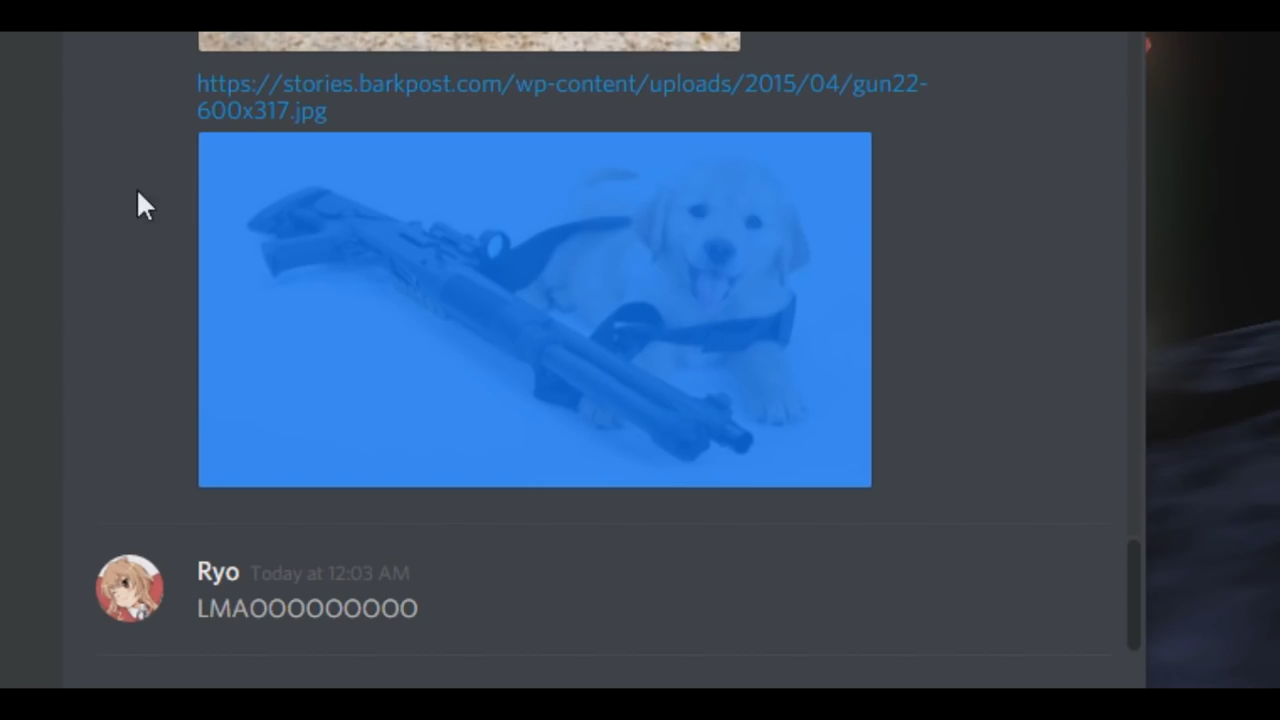 https://stories.barkpost.com/wp-content/uploads/2015/04/gun22-
600x317.jpg
Ryo Today at 12:03 AM
LMAOOOOOOOOO